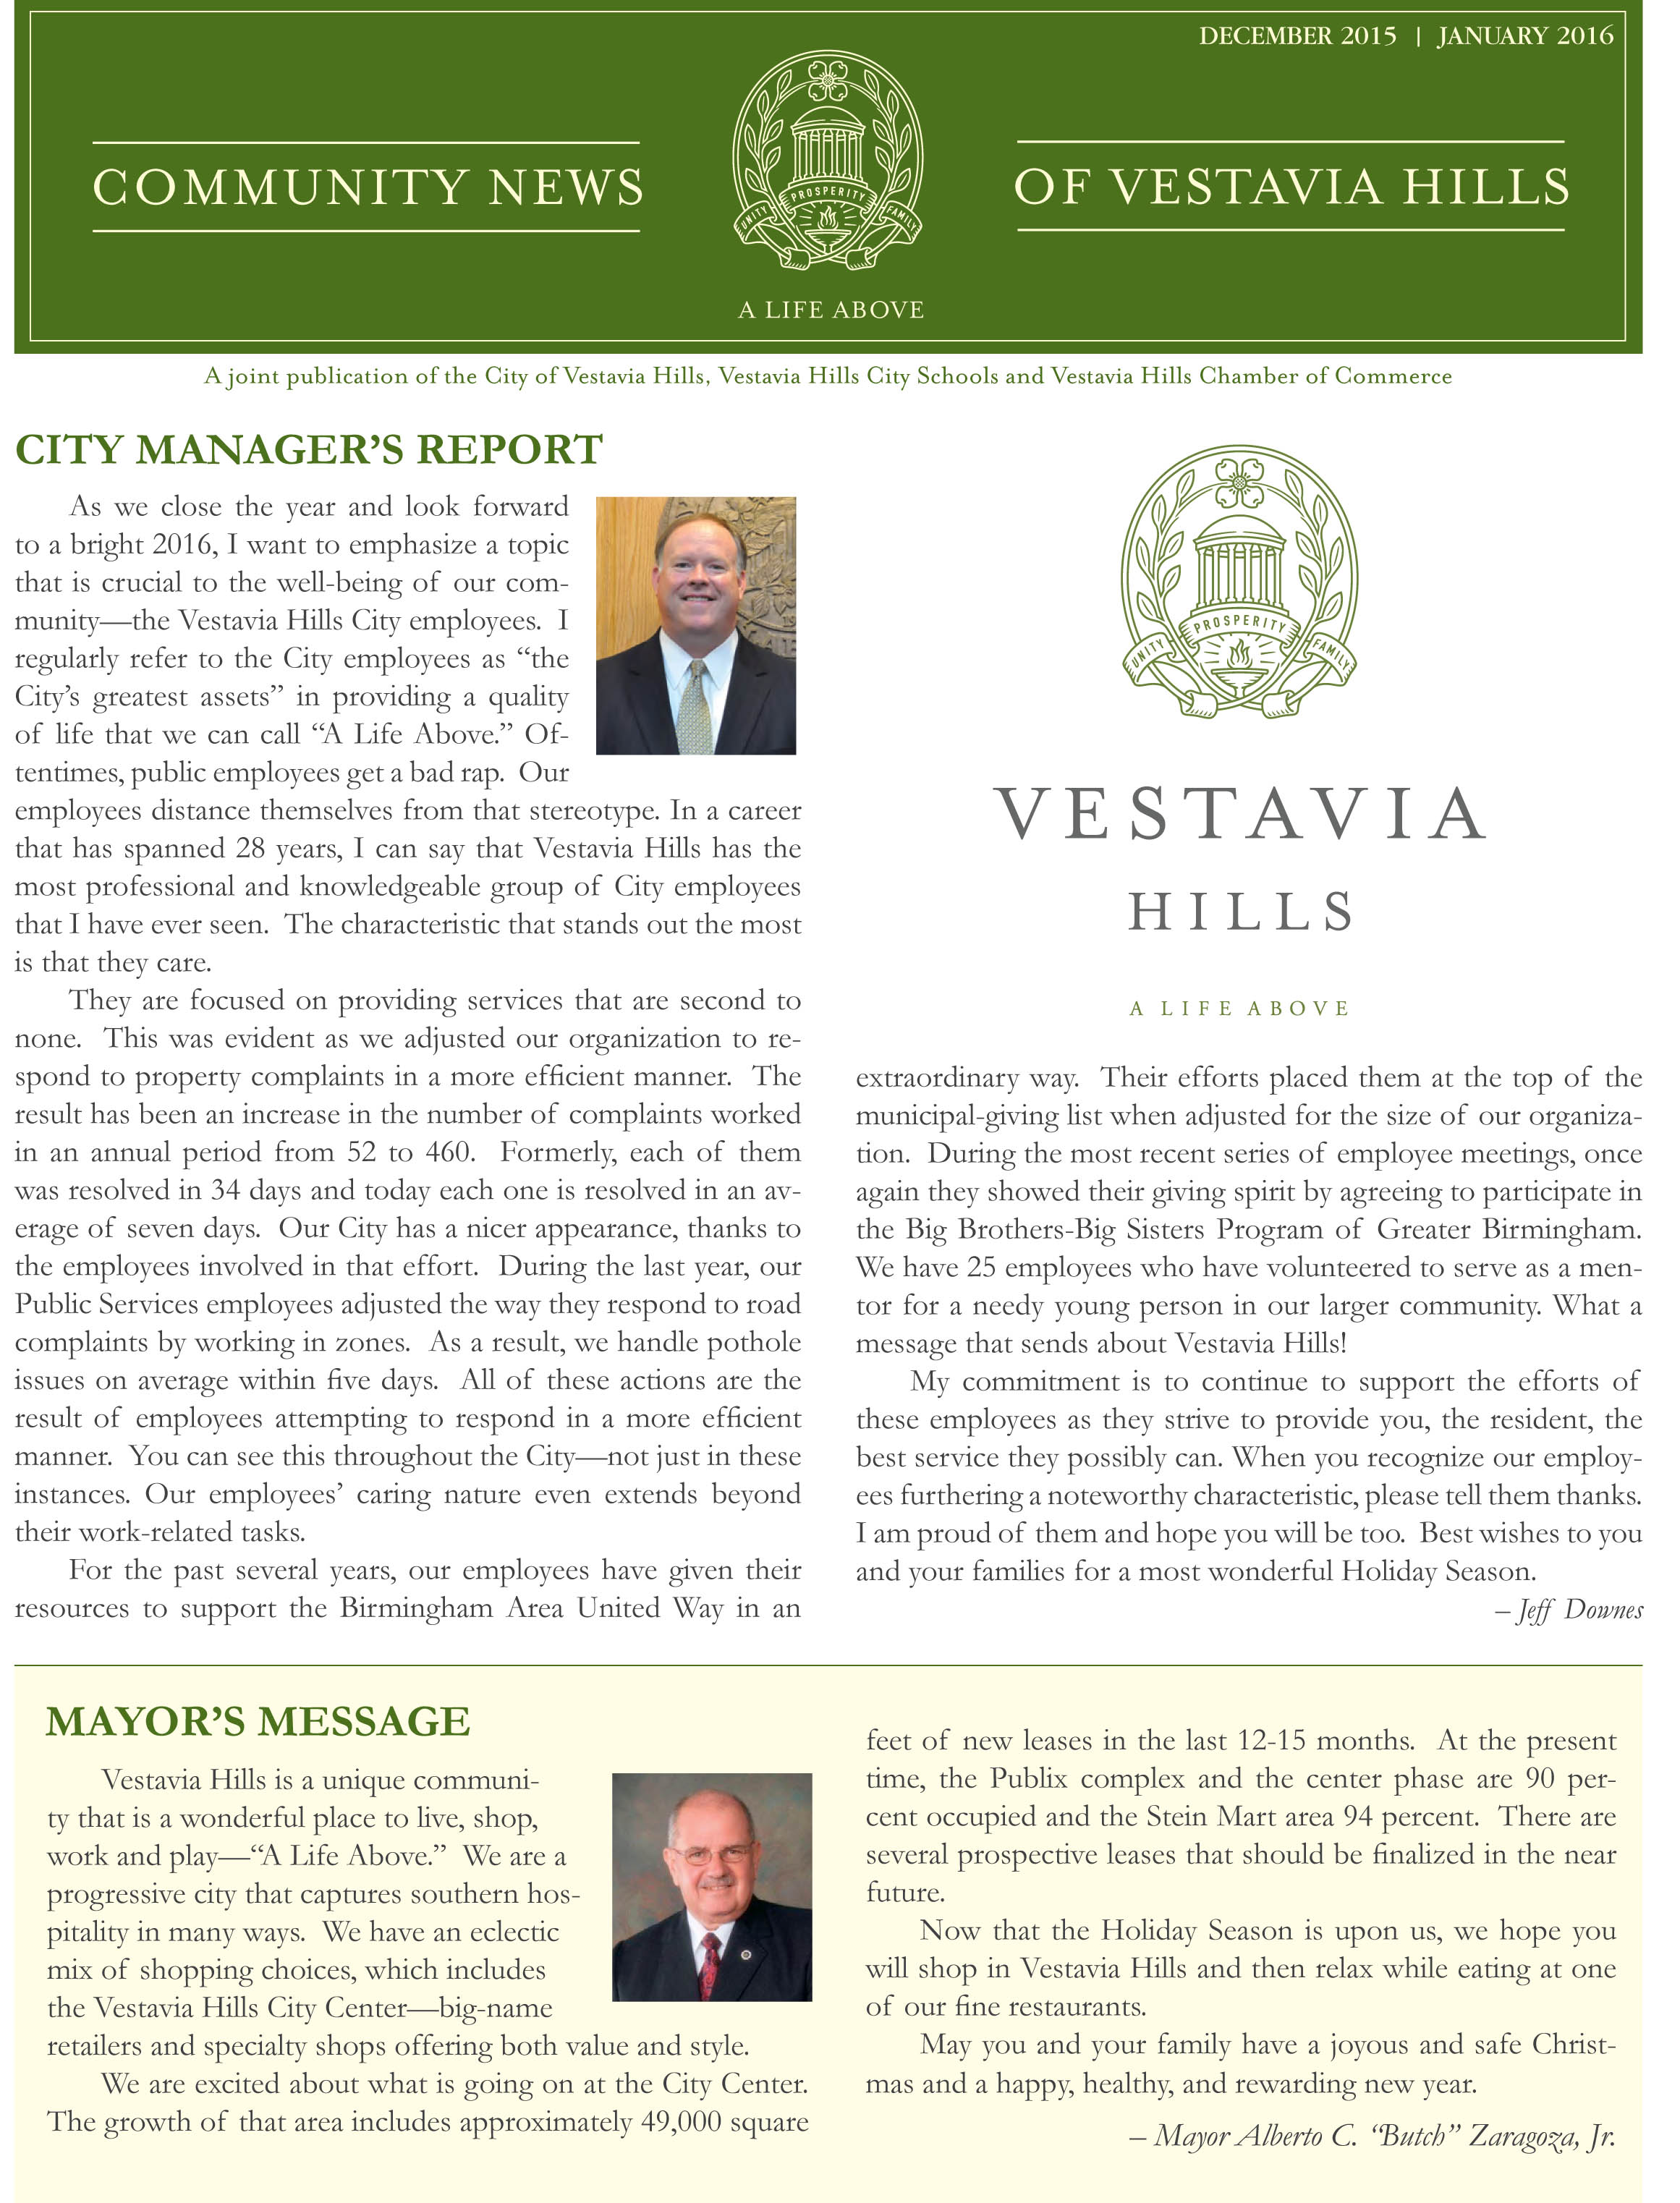 DECEMBER 2015 | JANUARY 2016
COMMUNITY NEWS
UNITY
PROSPERITY
FAMILY
OF VESTAVIA HILLS
A LIFE ABOVE
A joint publication of the City of Vestavia Hills, Vestavia Hills City Schools and Vestavia Hills Chamber of Commerce
CITY MANAGER'S REPORT
As we close the year and look forward
to a bright 2016, I want to emphasize a topic
that is crucial to the well-being of our com-
munity—the Vestavia Hills City employees. I
regularly refer to the City employees as “the
City’s greatest assets” in providing a quality
of life that we can call “A Life Above.” Of-
tentimes, public employees get a bad rap. Our
employees distance themselves from that stereotype. In a career
that has spanned 28 years, I can say that Vestavia Hills has the
most professional and knowledgeable group of City employees
that I have ever seen. The characteristic that stands out the most
is that they care.
They are focused on providing services that are second to
none. This was evident as we adjusted our organization to re-
spond to property complaints in a more efficient manner. The
result has been an increase in the number of complaints worked
in an annual period from 52 to 460. Formerly, each of them
was resolved in 34 days and today each one is resolved in an av-
erage of seven days. Our City has a nicer appearance, thanks to
the employees involved in that effort. During the last year, our
Public Services employees adjusted the way they respond to road
complaints by working in zones. As a result, we handle pothole
issues on average within five days. All of these actions are the
result of employees attempting to respond in a more efficient
manner. You can see this throughout the City—not just in these
instances. Our employees’ caring nature even extends beyond
their work-related tasks.
For the past several years, our employees have given their
resources to support the Birmingham Area United Way in an
UNITY
PROSPERITY
FAMILY
VESTAVIA
HILLS
A LIFE ABOVE
extraordinary way. Their efforts placed them at the top of the
municipal-giving list when adjusted for the size of our organiza-
tion. During the most recent series of employee meetings, once
again they showed their giving spirit by agreeing to participate in
the Big Brothers-Big Sisters Program of Greater Birmingham.
We have 25 employees who have volunteered to serve as a men-
tor for a needy young person in our larger community. What a
message that sends about Vestavia Hills!
My commitment is to continue to support the efforts of
these employees as they strive to provide you, the resident, the
best service they possibly can. When you recognize our employ-
ees furthering a noteworthy characteristic, please tell them thanks.
I am proud of them and hope you will be too. Best wishes to you
and your families for a most wonderful Holiday Season.
– Jeff Downes
MAYOR’S MESSAGE
Vestavia Hills is a unique communi-
ty that is a wonderful place to live, shop,
work and play—“A Life Above.” We are a
progressive city that captures southern hos-
pitality in many ways. We have an eclectic
mix of shopping choices, which includes
the Vestavia Hills City Center—big-name
retailers and specialty shops offering both value and style.
We are excited about what is going on at the City Center.
The growth of that area includes approximately 49,000 square
feet of new leases in the last 12-15 months. At the present
time, the Publix complex and the center phase are 90 per-
cent occupied and the Stein Mart area 94 percent. There are
several prospective leases that should be finalized in the near
future.
Now that the Holiday Season is upon us, we hope you
will shop in Vestavia Hills and then relax while eating at one
of our fine restaurants.
May you and your family have a joyous and safe Christ-
mas and a happy, healthy, and rewarding new year.
– Mayor Alberto C. “Butch” Zaragoza, Jr.